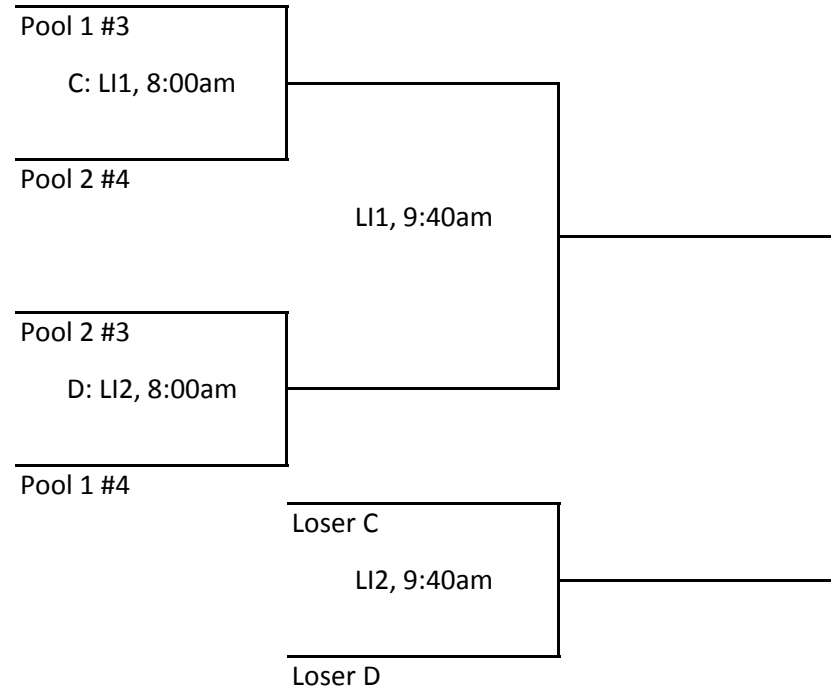 Pool 1 #3
C: LI1, 8:00am
Pool 2 #4
LI1, 9:40am
Pool 2 #3
D: LI2, 8:00am
Pool 1 #4
Loser C
LI2, 9:40am
Loser D